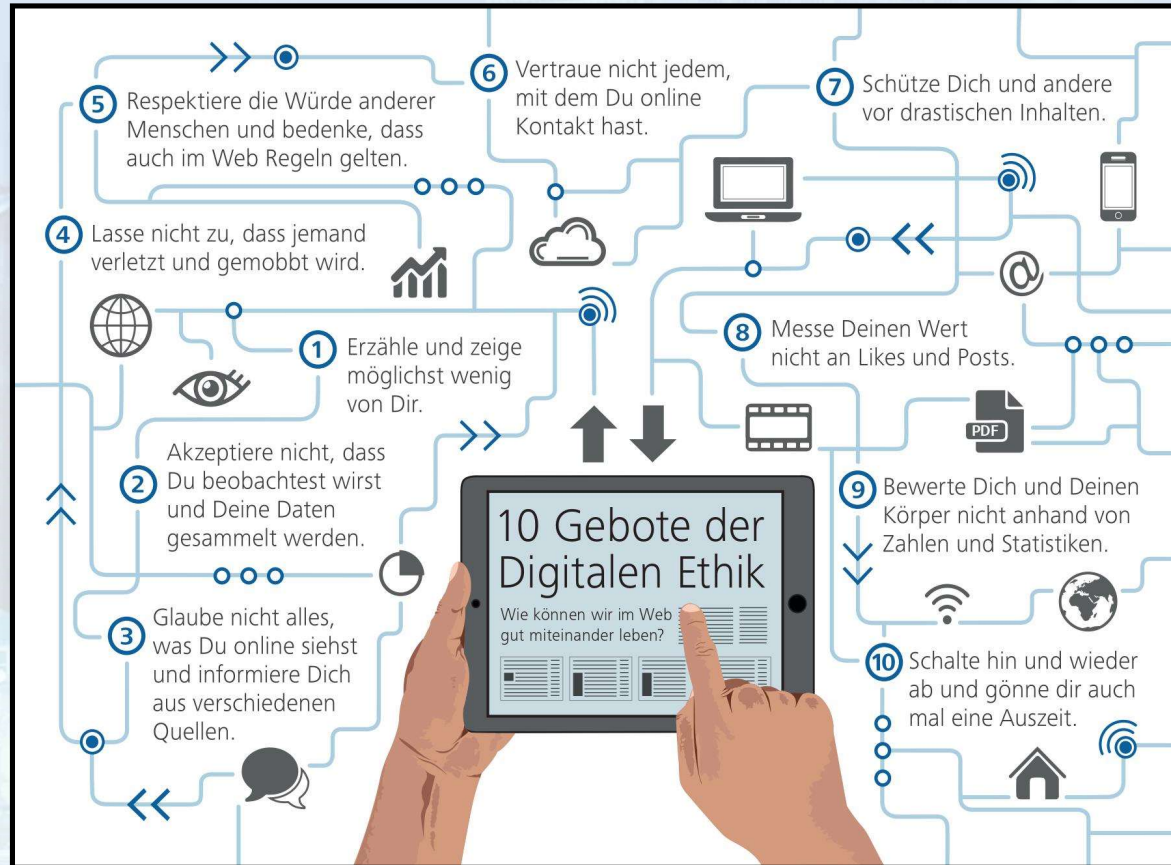 10 Gebote der
Digitalen Ethik
Wie können wir im Web
gut miteinander leben?
1 Erzähle und zeige
möglichst wenig
von Dir.
2 Akzeptiere nicht, dass
Du beobachtest wirst
und Deine Daten
gesammelt werden.
3 Glaube nicht alles,
was Du online siehst
und informiere Dich
aus verschiedenen
Quellen.
4 Lasse nicht zu, dass jemand
verletzt und gemobbt wird.
5 Respektiere die Würde anderer
Menschen und bedenke, dass
auch im Web Regeln gelten.
6 Vertraue nicht jedem,
mit dem Du online
Kontakt hast.
7 Schütze Dich und andere
vor drastischen Inhalten.
@
8 Messe Deinen Wert
nicht an Likes und Posts.
PDF
9 Bewerte Dich und Deinen
Körper nicht anhand von
Zahlen und Statistiken.
10 Schalte hin und wieder
ab und gönne dir auch
mal eine Auszeit.